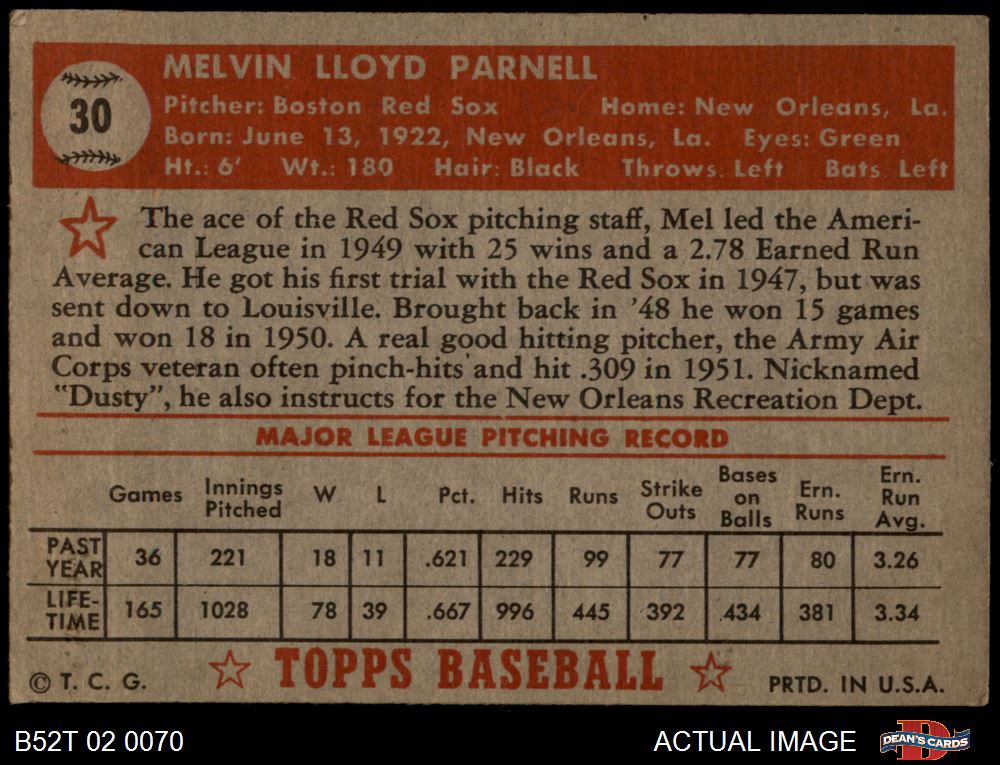 30
MELVIN LLOYD PARNELL
Pitcher: Boston Red Sox Home: New Orleans, La.
Born: June 13, 1922, New Orleans, La. Eyes: Green
Ht.: 6' Wt.: 180 Hair: Black Throws: Left Bats: Left
The ace of the Red Sox pitching staff, Mel led the Ameri-
can League in 1949 with 25 wins and a 2.78 Earned Run
Average. He got his first trial with the Red Sox in 1947, but was
sent down to Louisville. Brought back in '48 he won 15 games
and won 18 in 1950. A real good hitting pitcher, the Army Air
Corps veteran often pinch-hits and hit .309 in 1951. Nicknamed
"Dusty", he also instructs for the New Orleans Recreation Dept.
MAJOR LEAGUE PITCHING RECORD
Games Innings Pitched W L Pct. Hits Runs Strike Outs Bases on Balls Ern. Runs Ern. Run Avg.
PAST YEAR 36 221 18 11 .621 229 99 77 77 80 3.26
LIFE-TIME 165 1028 78 39 .667 996 445 392 434 381 3.34
© T. C. G. TOPPS BASEBALL PRTD. IN U.S.A.
B52T 02 0070 ACTUAL IMAGE DEAN'S CARDS